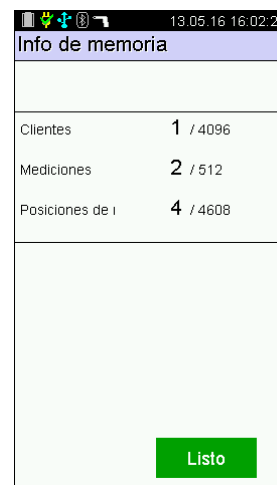 13.05.16 16:02:2
Info de memoria
Clientes 1 / 4096
Mediciones 2 / 512
Posiciones de
4 / 4608
Listo